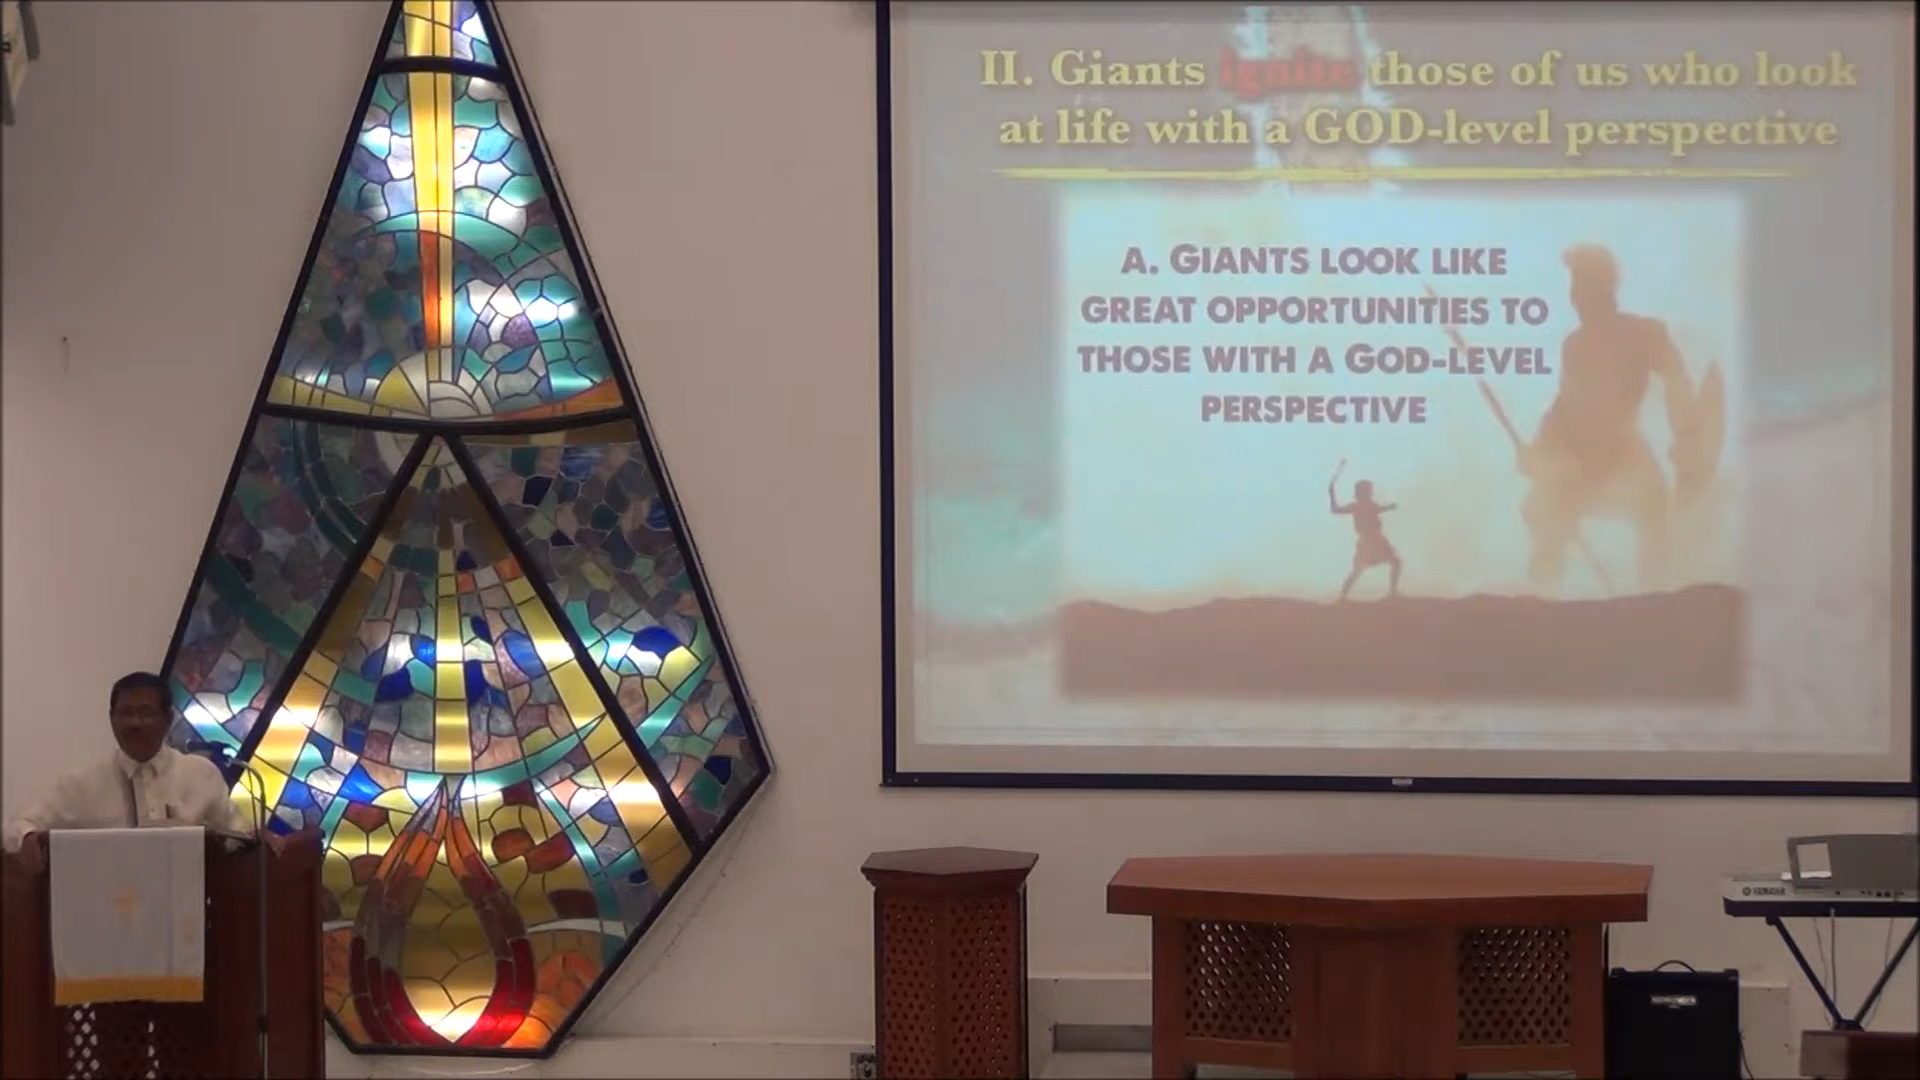 II. Giants ignite those of us who look
at life with a GOD-level perspective
A. GIANTS LOOK LIKE
GREAT OPPORTUNITIES TO
THOSE WITH A GOD-LEVEL
PERSPECTIVE
YAMAHA